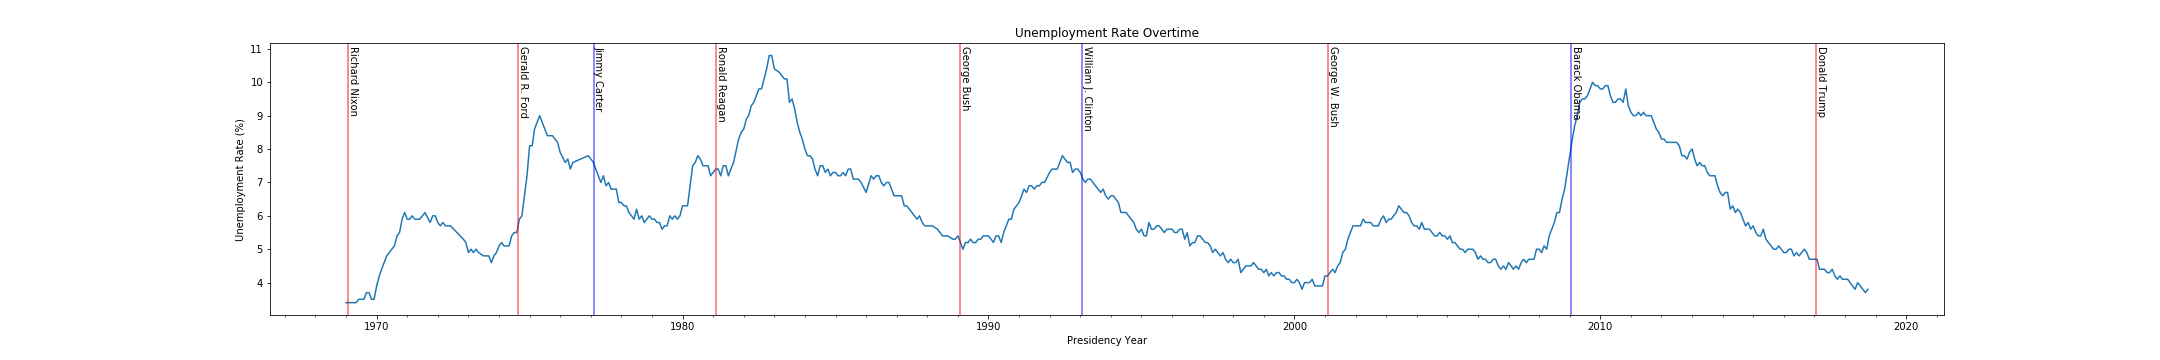 Unemployment Rate Overtime
Unemployment Rate (%)
11
10
9
8
7
6
5
4
Richard Nixon
Gerald R. Ford
Jimmy Carter
Ronald Reagan
George Bush
William J. Clinton
George W. Bush
Barack Obama
Donald Trump
1970
1980
1990
2000
2010
2020
Presidency Year